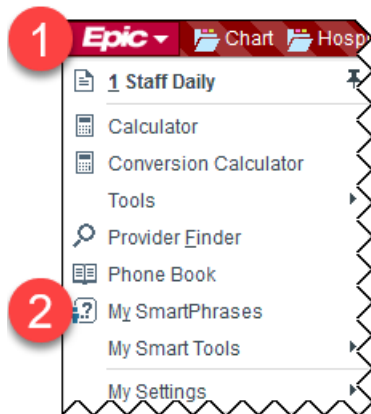 1 Epic Chart Hosp
1 Staff Daily
Calculator
Conversion Calculator
Tools
Provider Finder
Phone Book
2 ? My SmartPhrases
My Smart Tools
My Settings